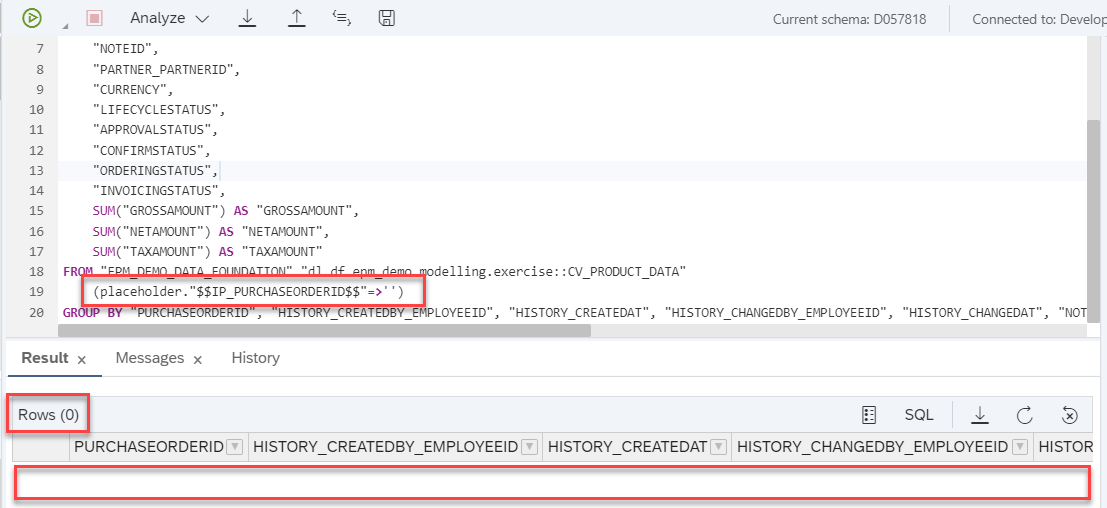 Analyze
Current schema: D057818
Connected to: Develop
7 "NOTEID",
8 "PARTNER_PARTNERID",
9 "CURRENCY",
10 "LIFECYCLESTATUS",
11 "APPROVALSTATUS",
12 "CONFIRMSTATUS",
13 "ORDERINGSTATUS",
14 "INVOICINGSTATUS",
15 SUM("GROSSAMOUNT") AS "GROSSAMOUNT",
16 SUM("NETAMOUNT") AS "NETAMOUNT",
17 SUM("TAXAMOUNT") AS "TAXAMOUNT"
18 FROM "EPM_DEMO_DATA_FOUNDATION"."dl_df_epm_demo_modelling.exercise::CV_PRODUCT_DATA"
19 (placeholder."$$IP_PURCHASEORDERID$$"=>'')
20 GROUP BY "PURCHASEORDERID", "HISTORY_CREATEDBY_EMPLOYEEID", "HISTORY_CREATEDAT", "HISTORY_CHANGEDBY_EMPLOYEEID", "HISTORY_CHANGEDAT", "NOT
Result × Messages × History
Rows (0)
SQL
PURCHASEORDERID HISTORY_CREATEDBY_EMPLOYEEID HISTORY_CREATEDAT HISTORY_CHANGEDBY_EMPLOYEEID HISTOR